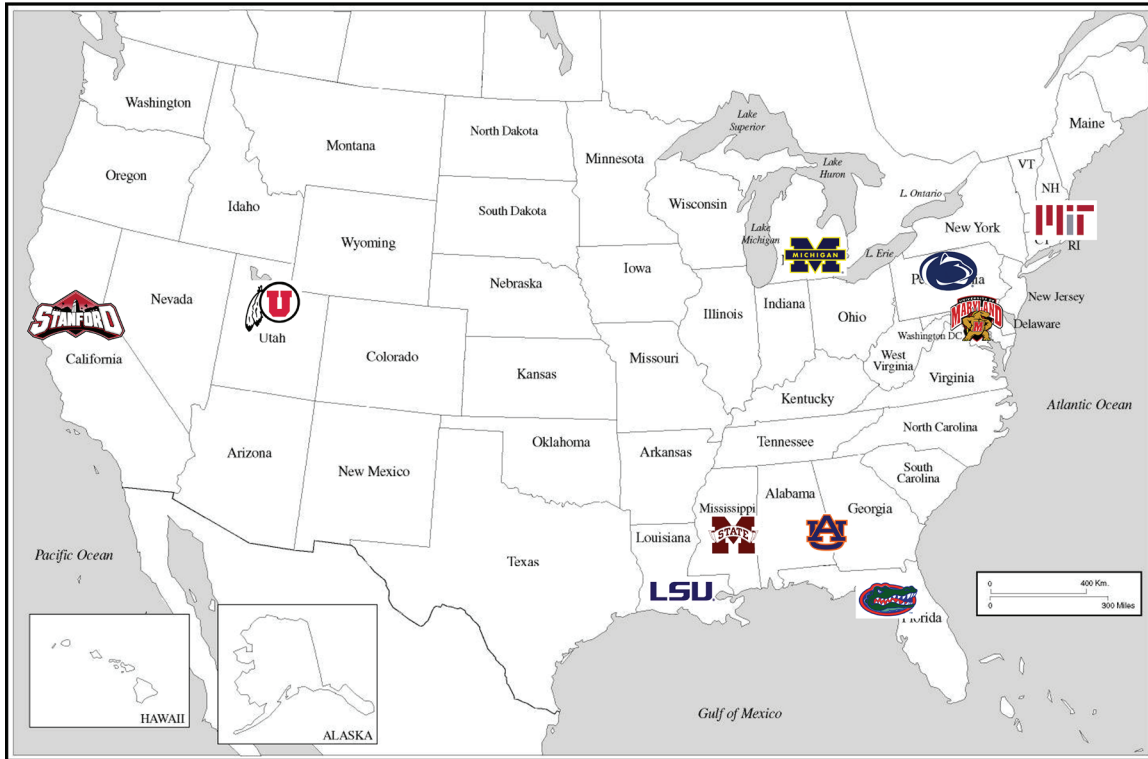 Washington
Oregon
Idaho
Montana
North Dakota
South Dakota
Wyoming
Nebraska
Minnesota
Wisconsin
Iowa
Lake
Superior
Lake
Huron
Lake
Michigan
L. Ontario
L. Erie
Maine
VT
NH
MIT
RI
New York
MICHIGAN
New Jersey
MARYLAND
Delaware
Washington DC
STANFORD
California
Nevada
U
Utah
Colorado
Kansas
Missouri
Illinois
Indiana
Ohio
West
Virginia
Virginia
Kentucky
Tennessee
North Carolina
South
Carolina
Arizona
New Mexico
Oklahoma
Arkansas
Texas
Louisiana
Mississippi
M
STATE
Alabama
AU
Georgia
LSU
Florida
Pacific Ocean
Atlantic Ocean
Gulf of Mexico
HAWAII
ALASKA
0 400 Km.
0 300 Miles